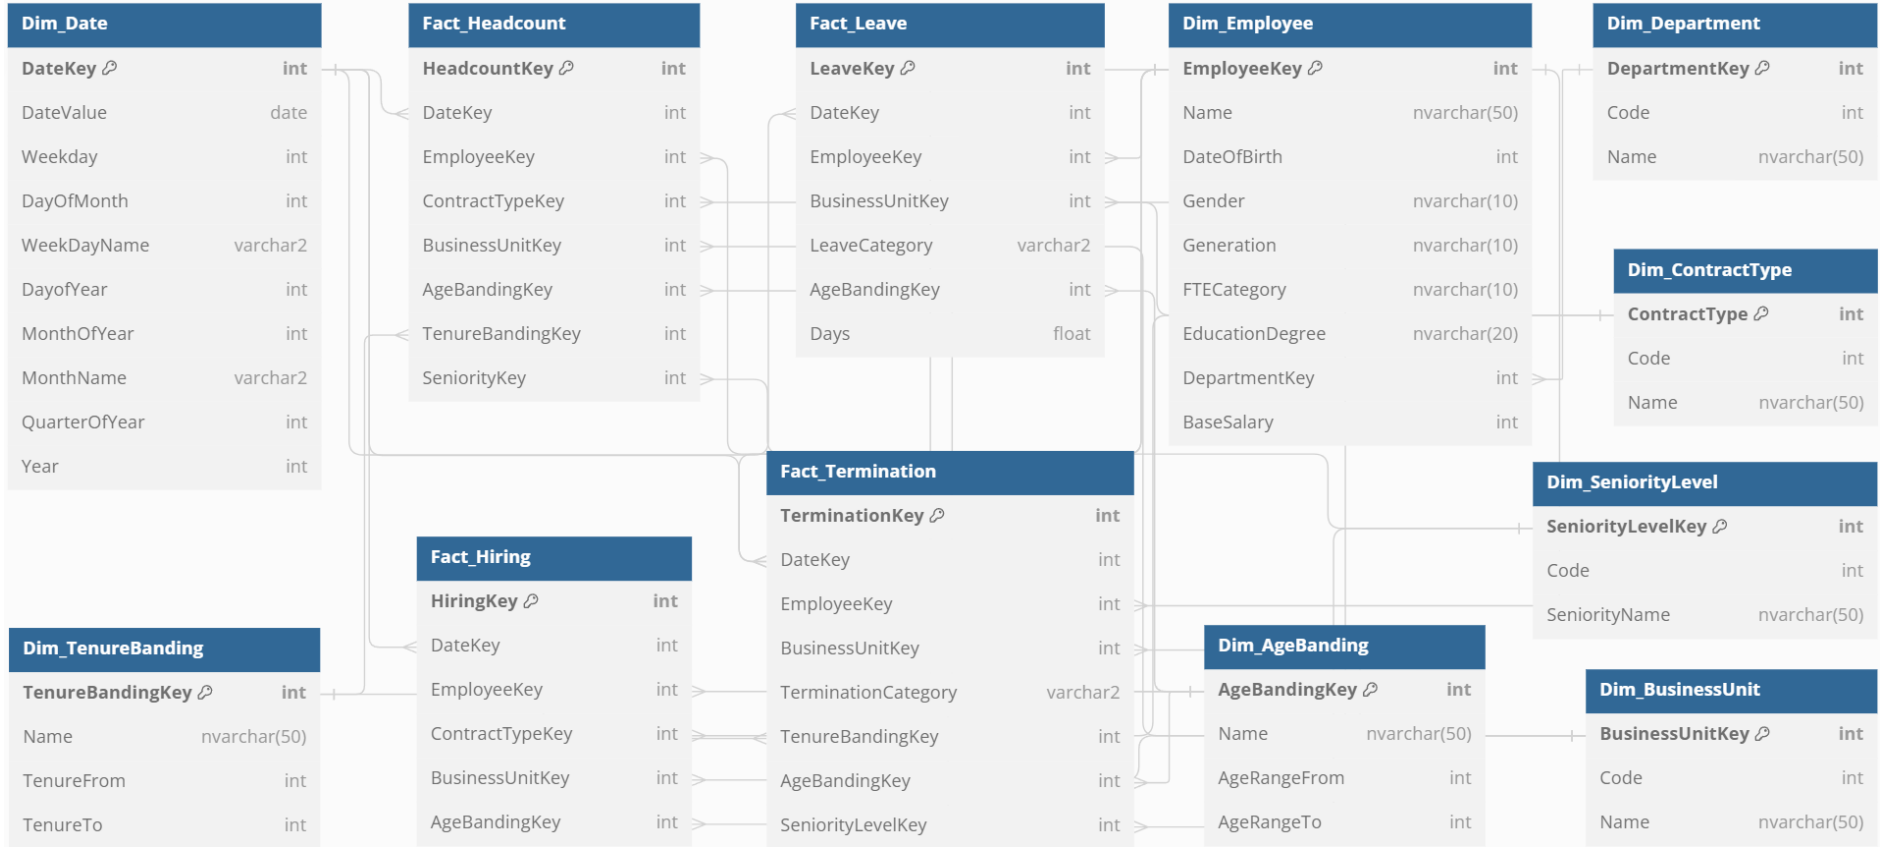 Dim_Date
DateKey int
DateValue date
Weekday int
DayOfMonth int
WeekDayName varchar2
DayofYear int
MonthOfYear int
MonthName varchar2
QuarterOfYear int
Year int
Fact_Headcount
HeadcountKey int
DateKey int
EmployeeKey int
ContractTypeKey int
BusinessUnitKey int
AgeBandingKey int
TenureBandingKey int
SeniorityKey int
Fact_Leave
LeaveKey int
DateKey int
EmployeeKey int
BusinessUnitKey int
LeaveCategory varchar2
AgeBandingKey int
Days float
Dim_Employee
EmployeeKey int
Name nvarchar(50)
DateOfBirth int
Gender nvarchar(10)
Generation nvarchar(10)
FTECategory nvarchar(10)
EducationDegree nvarchar(20)
DepartmentKey int
BaseSalary int
Dim_Department
DepartmentKey int
Code int
Name nvarchar(50)
Dim_ContractType
ContractType int
Code int
Name nvarchar(50)
Dim_SeniorityLevel
SeniorityLevelKey int
Code int
SeniorityName nvarchar(50)
Fact_Termination
TerminationKey int
DateKey int
EmployeeKey int
BusinessUnitKey int
TerminationCategory varchar2
TenureBandingKey int
AgeBandingKey int
SeniorityLevelKey int
Fact_Hiring
HiringKey int
DateKey int
EmployeeKey int
ContractTypeKey int
BusinessUnitKey int
AgeBandingKey int
Dim_TenureBanding
TenureBandingKey int
Name nvarchar(50)
TenureFrom int
TenureTo int
Dim_AgeBanding
AgeBandingKey int
Name nvarchar(50)
AgeRangeFrom int
AgeRangeTo int
Dim_BusinessUnit
BusinessUnitKey int
Code int
Name nvarchar(50)